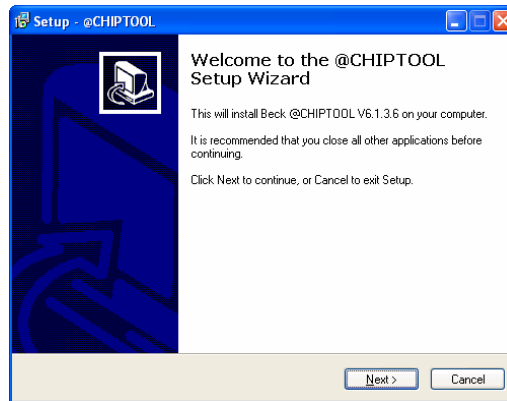 Setup - @CHIPTOOL
Welcome to the @CHIPTOOL
Setup Wizard
This will install Beck @CHIPTOOL V6.1.3.6 on your computer.
It is recommended that you close all other applications before
continuing.
Click Next to continue, or Cancel to exit Setup.
Next >
Cancel